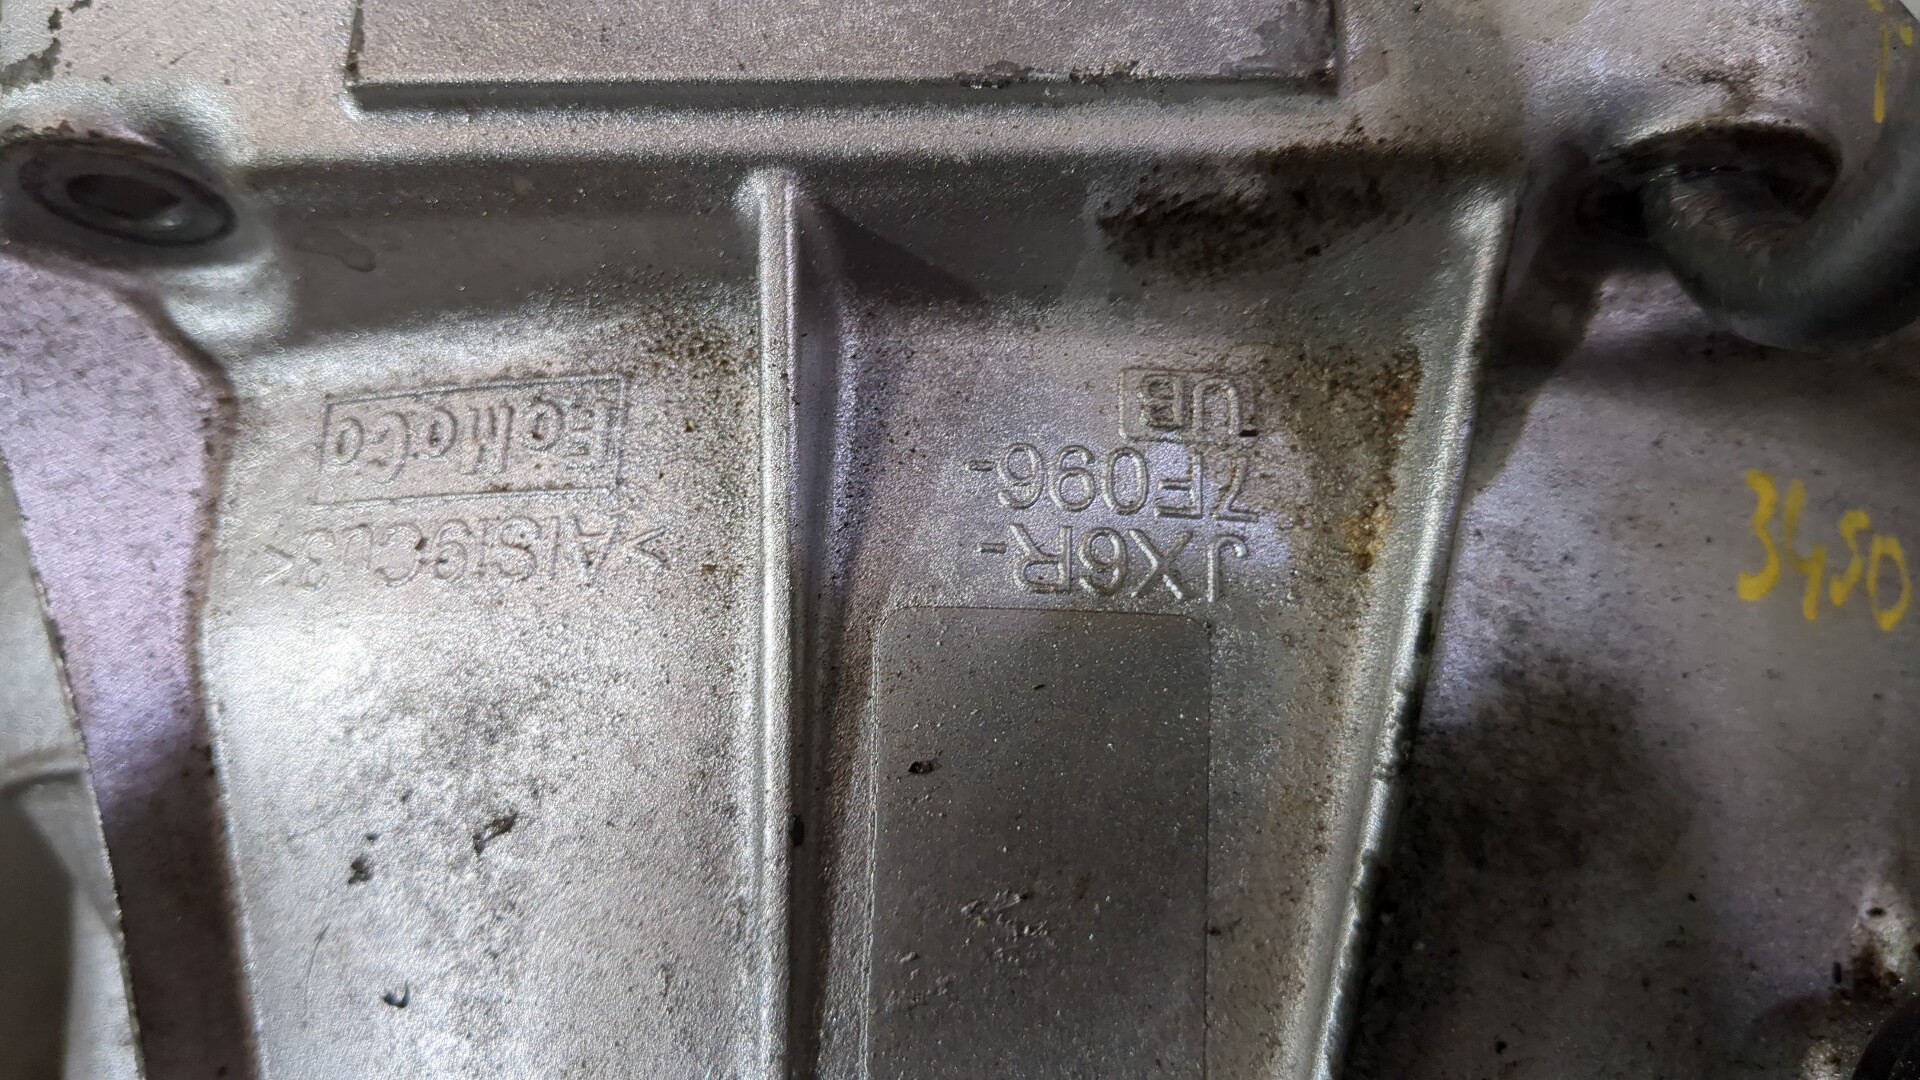 JX6R-
7F096-
UB
>AlSi9Cu3<
3450